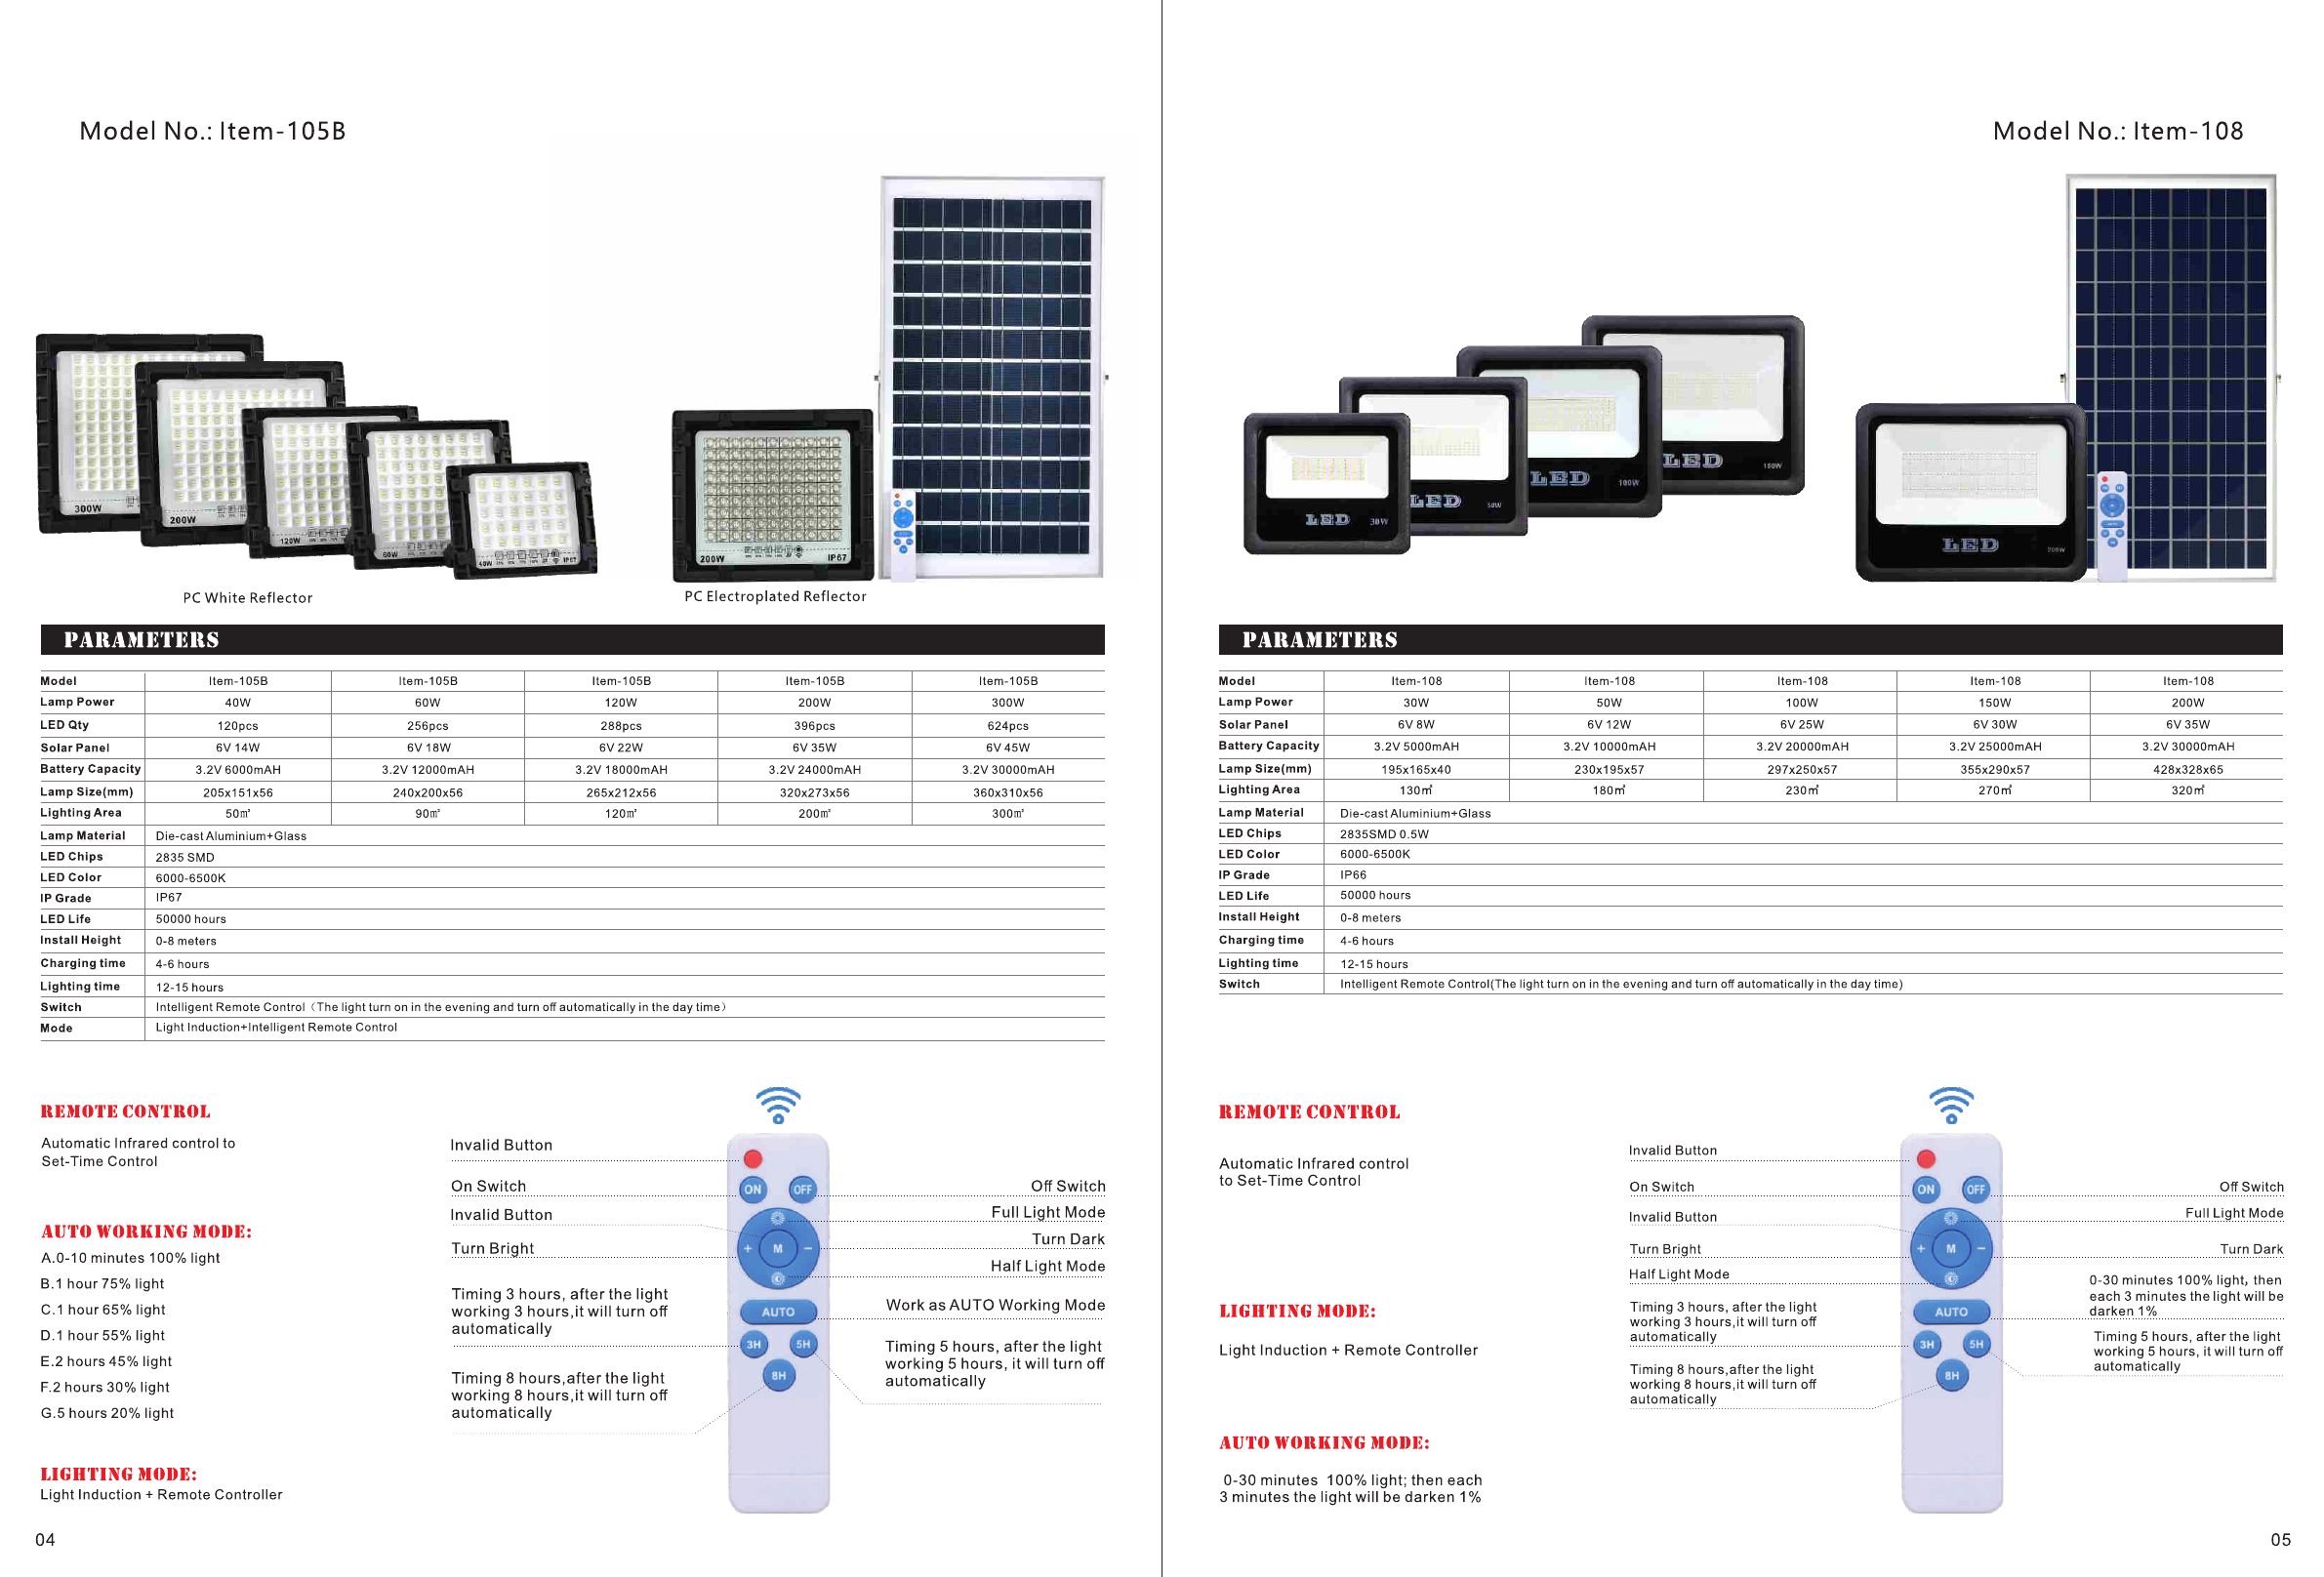 Model No.: Item-105B
300W
200W
120W
60W
40W
IP67
200W
IP67
PC White Reflector
PC Electroplated Reflector
PARAMETERS
Model Item-105B Item-105B Item-105B Item-105B Item-105B
Lamp Power 40W 60W 120W 200W 300W
LED Qty 120pcs 256pcs 288pcs 396pcs 624pcs
Solar Panel 6V 14W 6V 18W 6V 22W 6V 35W 6V 45W
Battery Capacity 3.2V 6000mAH 3.2V 12000mAH 3.2V 18000mAH 3.2V 24000mAH 3.2V 30000mAH
Lamp Size(mm) 205x151x56 240x200x56 265x212x56 320x273x56 360x310x56
Lighting Area 50m² 90m² 120m² 200m² 300m²
Lamp Material Die-cast Aluminium+Glass
LED Chips 2835 SMD
LED Color 6000-6500K
IP Grade IP67
LED Life 50000 hours
Install Height 0-8 meters
Charging time 4-6 hours
Lighting time 12-15 hours
Switch Intelligent Remote Control（The light turn on in the evening and turn off automatically in the day time）
Mode Light Induction+Intelligent Remote Control
REMOTE CONTROL
Automatic Infrared control to
Set-Time Control
AUTO WORKING MODE:
A.0-10 minutes 100% light
B.1 hour 75% light
C.1 hour 65% light
D.1 hour 55% light
E.2 hours 45% light
F.2 hours 30% light
G.5 hours 20% light
LIGHTING MODE:
Light Induction + Remote Controller
Invalid Button
On Switch
Invalid Button
Turn Bright
Timing 3 hours, after the light
working 3 hours,it will turn off
automatically
Timing 8 hours,after the light
working 8 hours,it will turn off
automatically
ON OFF
+ M −
AUTO
3H 5H
8H
Off Switch
Full Light Mode
Turn Dark
Half Light Mode
Work as AUTO Working Mode
Timing 5 hours, after the light
working 5 hours, it will turn off
automatically
04
Model No.: Item-108
LED 30W
LED 50W
LED 100W
LED 150W
LED 200W
PARAMETERS
Model Item-108 Item-108 Item-108 Item-108 Item-108
Lamp Power 30W 50W 100W 150W 200W
Solar Panel 6V 8W 6V 12W 6V 25W 6V 30W 6V 35W
Battery Capacity 3.2V 5000mAH 3.2V 10000mAH 3.2V 20000mAH 3.2V 25000mAH 3.2V 30000mAH
Lamp Size(mm) 195x165x40 230x195x57 297x250x57 355x290x57 428x328x65
Lighting Area 130㎡ 180㎡ 230㎡ 270㎡ 320㎡
Lamp Material Die-cast Aluminium+Glass
LED Chips 2835SMD 0.5W
LED Color 6000-6500K
IP Grade IP66
LED Life 50000 hours
Install Height 0-8 meters
Charging time 4-6 hours
Lighting time 12-15 hours
Switch Intelligent Remote Control(The light turn on in the evening and turn off automatically in the day time)
REMOTE CONTROL
Automatic Infrared control
to Set-Time Control
LIGHTING MODE:
Light Induction + Remote Controller
AUTO WORKING MODE:
0-30 minutes 100% light; then each
3 minutes the light will be darken 1%
Invalid Button
On Switch
Invalid Button
Turn Bright
Half Light Mode
Timing 3 hours, after the light
working 3 hours,it will turn off
automatically
Timing 8 hours,after the light
working 8 hours,it will turn off
automatically
ON OFF
+ M −
AUTO
3H 5H
8H
Off Switch
Full Light Mode
Turn Dark
0-30 minutes 100% light, then
each 3 minutes the light will be
darken 1%
Timing 5 hours, after the light
working 5 hours, it will turn off
automatically
05